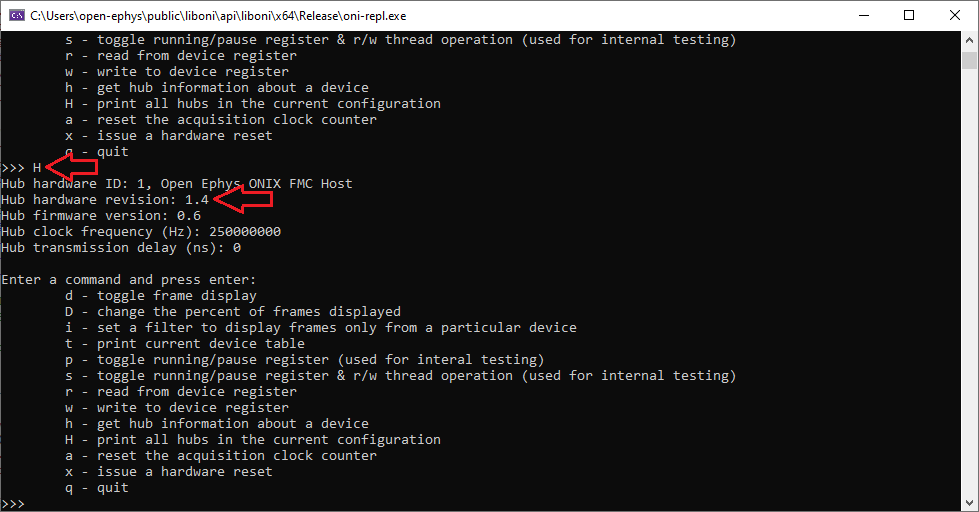 C:\Users\open-ephys\public\liboni\api\liboni\x64\Release\oni-repl.exe
s - toggle running/pause register & r/w thread operation (used for internal testing)
r - read from device register
w - write to device register
h - get hub information about a device
H - print all hubs in the current configuration
a - reset the acquisition clock counter
x - issue a hardware reset
q - quit
>>> H
Hub hardware ID: 1, Open Ephys ONIX FMC Host
Hub hardware revision: 1.4
Hub firmware version: 0.6
Hub clock frequency (Hz): 250000000
Hub transmission delay (ns): 0
Enter a command and press enter:
d - toggle frame display
D - change the percent of frames displayed
i - set a filter to display frames only from a particular device
t - print current device table
p - toggle running/pause register (used for interal testing)
s - toggle running/pause register & r/w thread operation (used for internal testing)
r - read from device register
w - write to device register
h - get hub information about a device
H - print all hubs in the current configuration
a - reset the acquisition clock counter
x - issue a hardware reset
q - quit
>>>